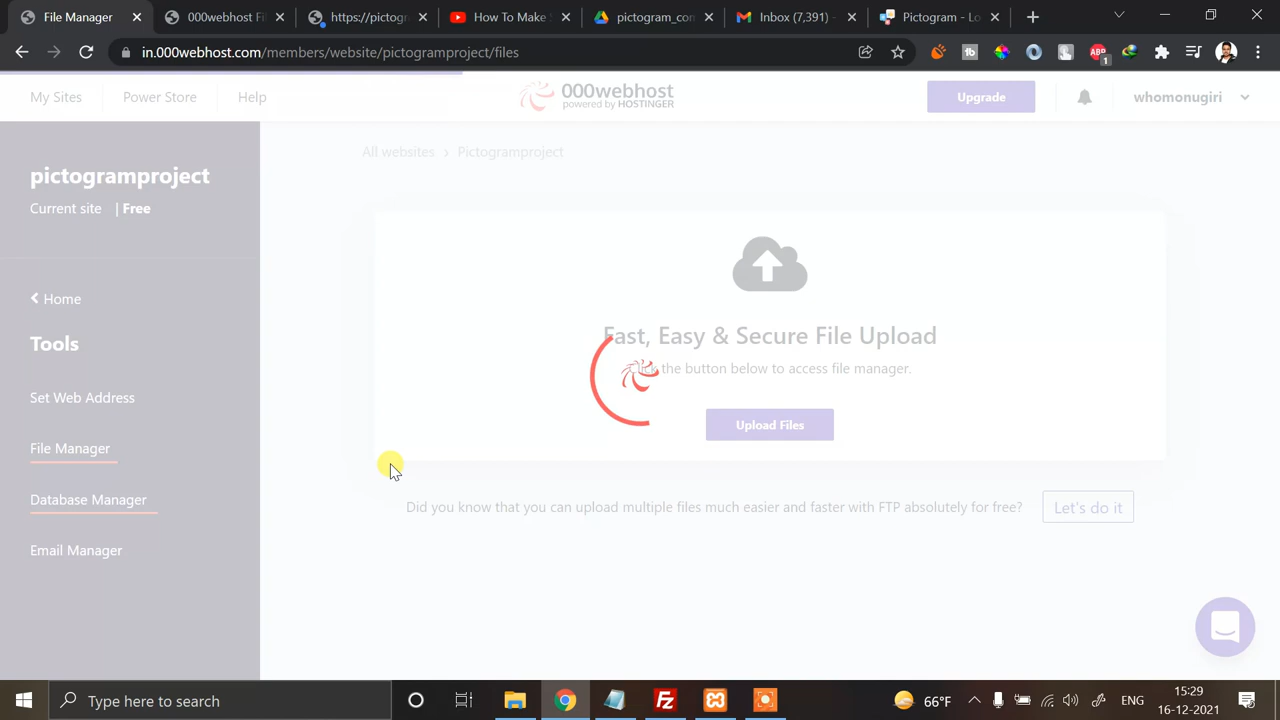 File Manager
000webhost Fi
https://pictogr
How To Make
pictogram_con
Inbox (7,391) -
Pictogram - Lo
in.000webhost.com/members/website/pictogramproject/files
ABP
1
My Sites
Power Store
Help
000webhost
powered by HOSTINGER
Upgrade
whomonugiri
All websites › Pictogramproject
pictogramproject
Current site | Free
Home
Tools
Set Web Address
File Manager
Database Manager
Email Manager
Fast, Easy & Secure File Upload
Click the button below to access file manager.
Upload Files
Did you know that you can upload multiple files much easier and faster with FTP absolutely for free?
Let's do it
Type here to search
66°F
ENG
15:29
16-12-2021